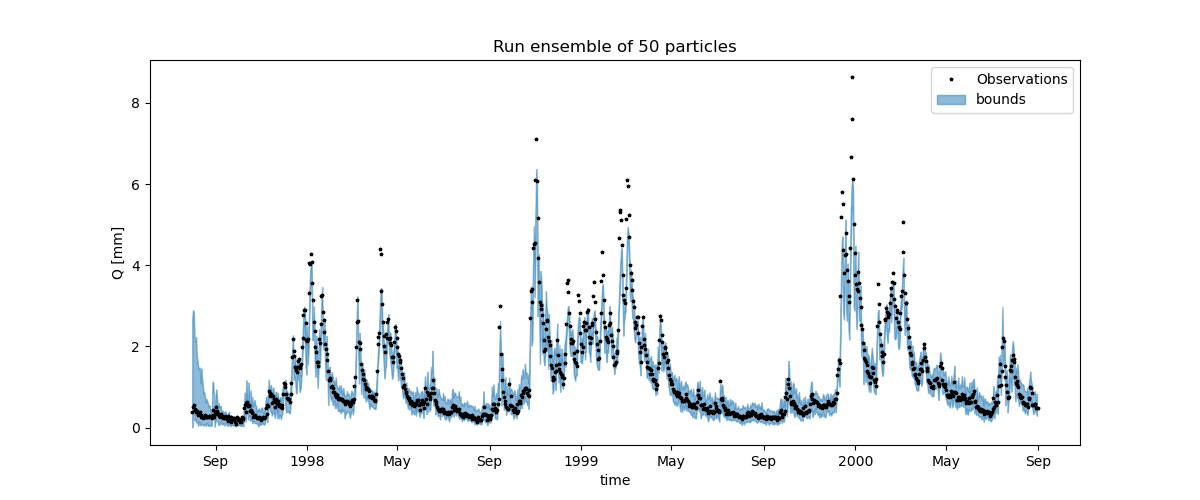 Run ensemble of 50 particles
Observations
bounds
Q [mm]
8
6
4
2
0
Sep 1998 May Sep 1999 May Sep 2000 May Sep
time